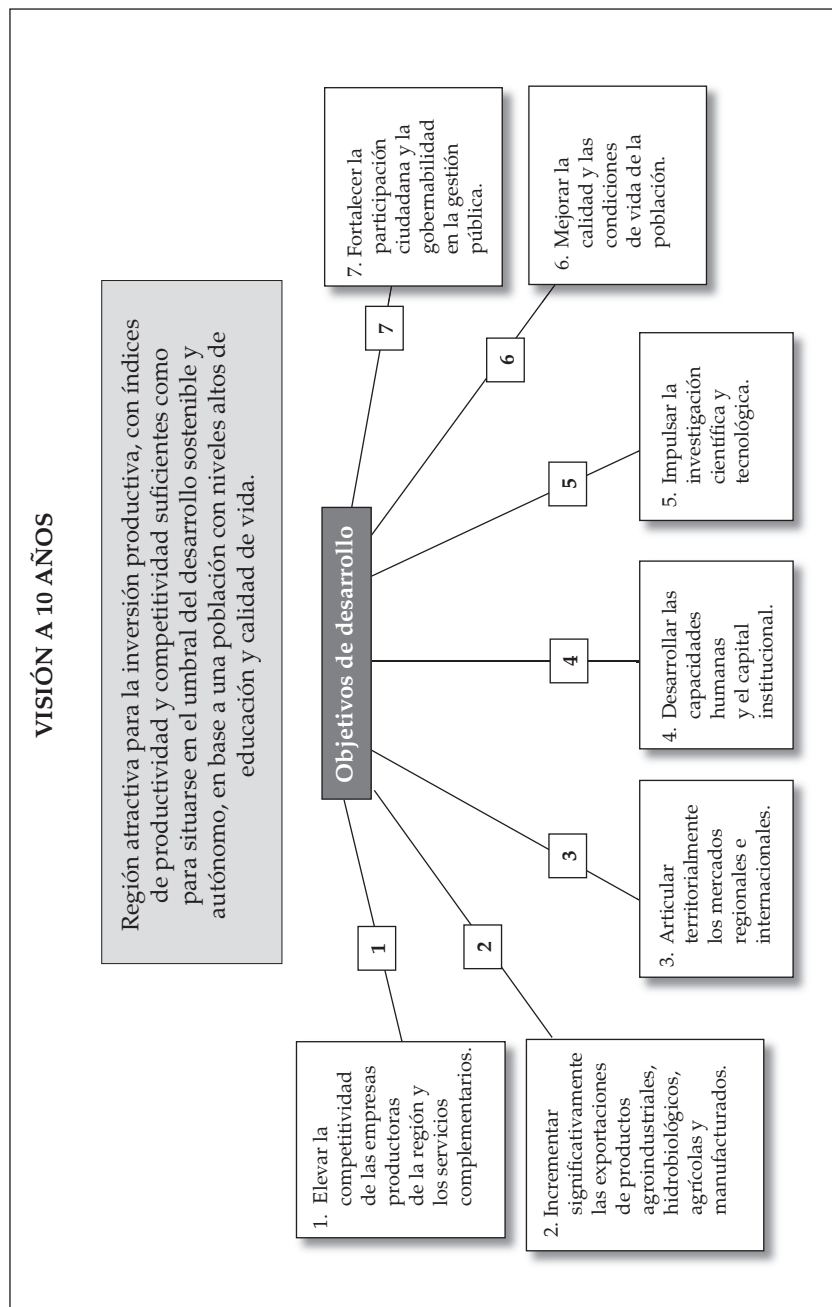 VISIÓN A 10 AÑOS
Región atractiva para la inversión productiva, con índices
de productividad y competitividad suficientes como
para situarse en el umbral del desarrollo sostenible y
autónomo, en base a una población con niveles altos de
educación y calidad de vida.
Objetivos de desarrollo
1
2
3
4
5
6
7
1. Elevar la
competitividad
de las empresas
productoras
de la región y
los servicios
complementarios.
2. Incrementar
significativamente
las exportaciones
de productos
agroindustriales,
hidrobiológicos,
agrícolas y
manufacturados.
3. Articular
territorialmente
los mercados
regionales e
internacionales.
4. Desarrollar las
capacidades
humanas
y el capital
institucional.
5. Impulsar la
investigación
científica y
tecnológica.
6. Mejorar la
calidad y las
condiciones
de vida de la
población.
7. Fortalecer la
participación
ciudadana y la
gobernabilidad
en la gestión
pública.